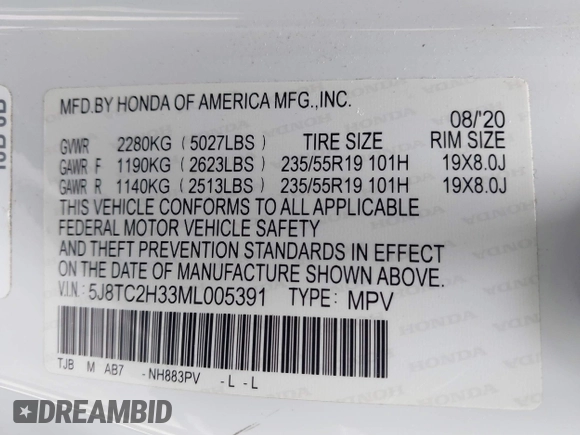 MFD.BY HONDA OF AMERICA MFG.,INC.
08/'20
GVWR 2280KG (5027LBS) TIRE SIZE RIM SIZE
GAWR F 1190KG (2623LBS) 235/55R19 101H 19X8.0J
GAWR R 1140KG (2513LBS) 235/55R19 101H 19X8.0J
THIS VEHICLE CONFORMS TO ALL APPLICABLE
FEDERAL MOTOR VEHICLE SAFETY
AND THEFT PREVENTION STANDARDS IN EFFECT
ON THE DATE OF MANUFACTURE SHOWN ABOVE.
V.I.N: 5J8TC2H33ML005391 TYPE: MPV
TJB M AB7 -NH883PV -L -L
DREAMBID